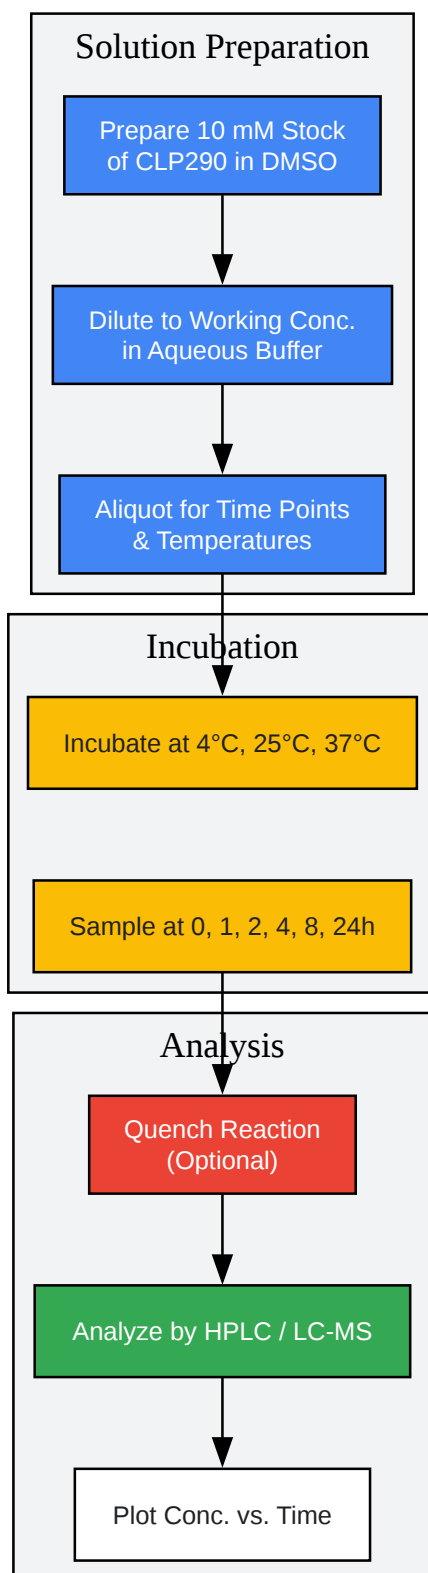 Solution Preparation
Prepare 10 mM Stock
of CLP290 in DMSO
Dilute to Working Conc.
in Aqueous Buffer
Aliquot for Time Points
& Temperatures
Incubation
Incubate at 4°C, 25°C, 37°C
Sample at 0, 1, 2, 4, 8, 24h
Analysis
Quench Reaction
(Optional)
Analyze by HPLC / LC-MS
Plot Conc. vs. Time